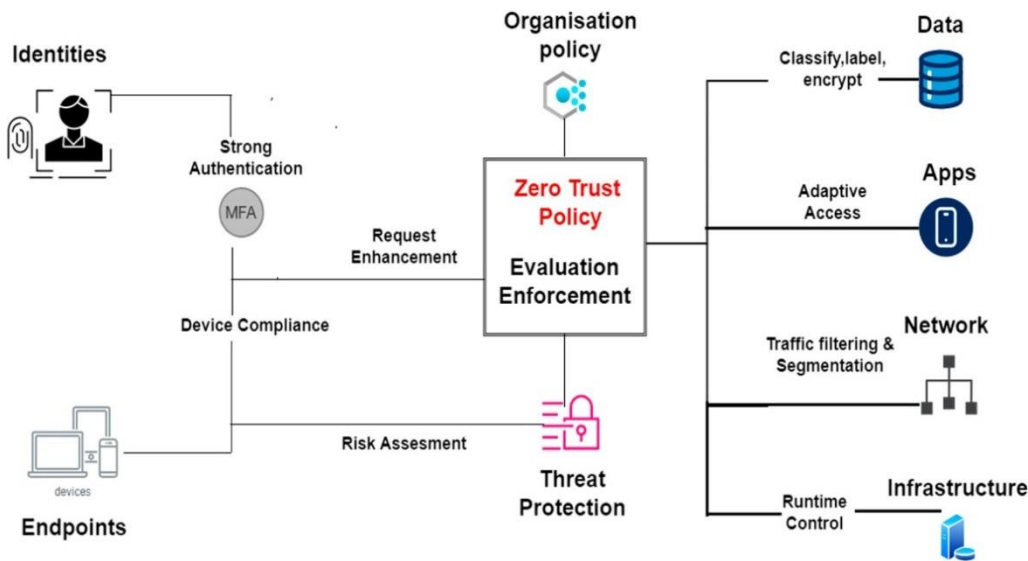 Identities
Strong
Authentication
MFA
Device Compliance
devices
Endpoints
Request
Enhancement
Risk Assesment
Organisation
policy
Zero Trust
Policy
Evaluation
Enforcement
Threat
Protection
Data
Classify,label,
encrypt
Apps
Adaptive
Access
Network
Traffic filtering &
Segmentation
Infrastructure
Runtime
Control